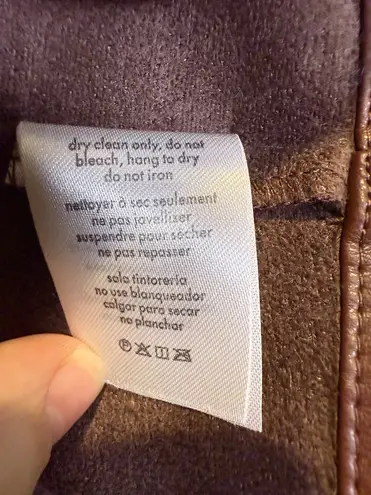 dry clean only, do not
bleach, hang to dry
do not iron
nettoyer à sec seulement
ne pas javelliser
suspendre pour sécher
ne pas repasser
solo tintorería
no use blanqueador
colgar para secar
no planchar